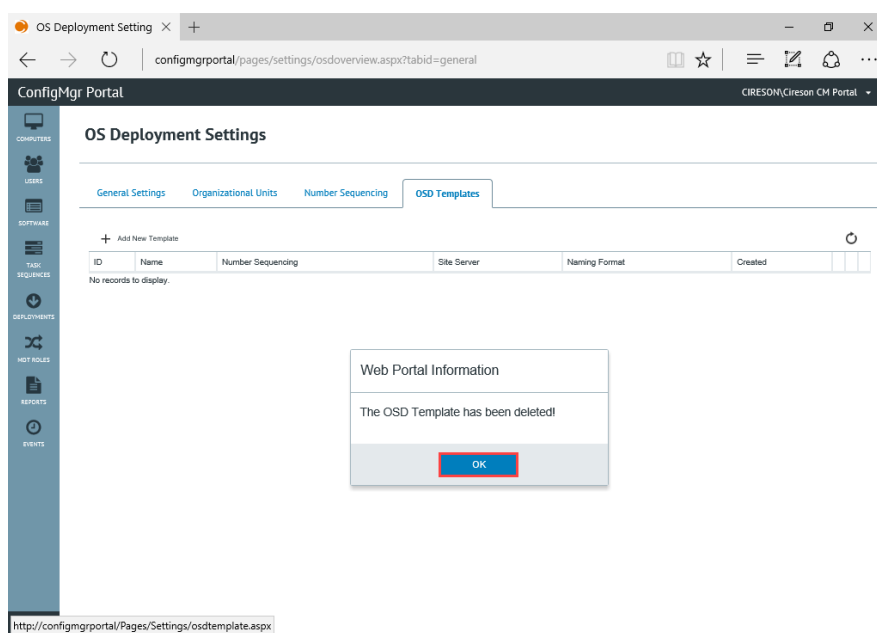 OS Deployment Setting
configmgrportal/pages/settings/osdoverview.aspx?tabid=general
ConfigMgr Portal
CIRESON\Cireson CM Portal
COMPUTERS
USERS
SOFTWARE
TASK
SEQUENCES
DEPLOYMENTS
MDT ROLES
REPORTS
EVENTS
OS Deployment Settings
General Settings Organizational Units Number Sequencing OSD Templates
Add New Template
ID Name Number Sequencing Site Server Naming Format Created
No records to display.
Web Portal Information
The OSD Template has been deleted!
OK
http://configmgrportal/Pages/Settings/osdtemplate.aspx